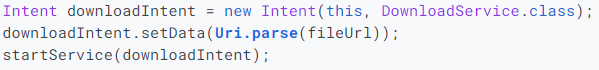 Intent downloadIntent = new Intent(this, DownloadService.class);
downloadIntent.setData(Uri.parse(fileUrl));
startService(downloadIntent);